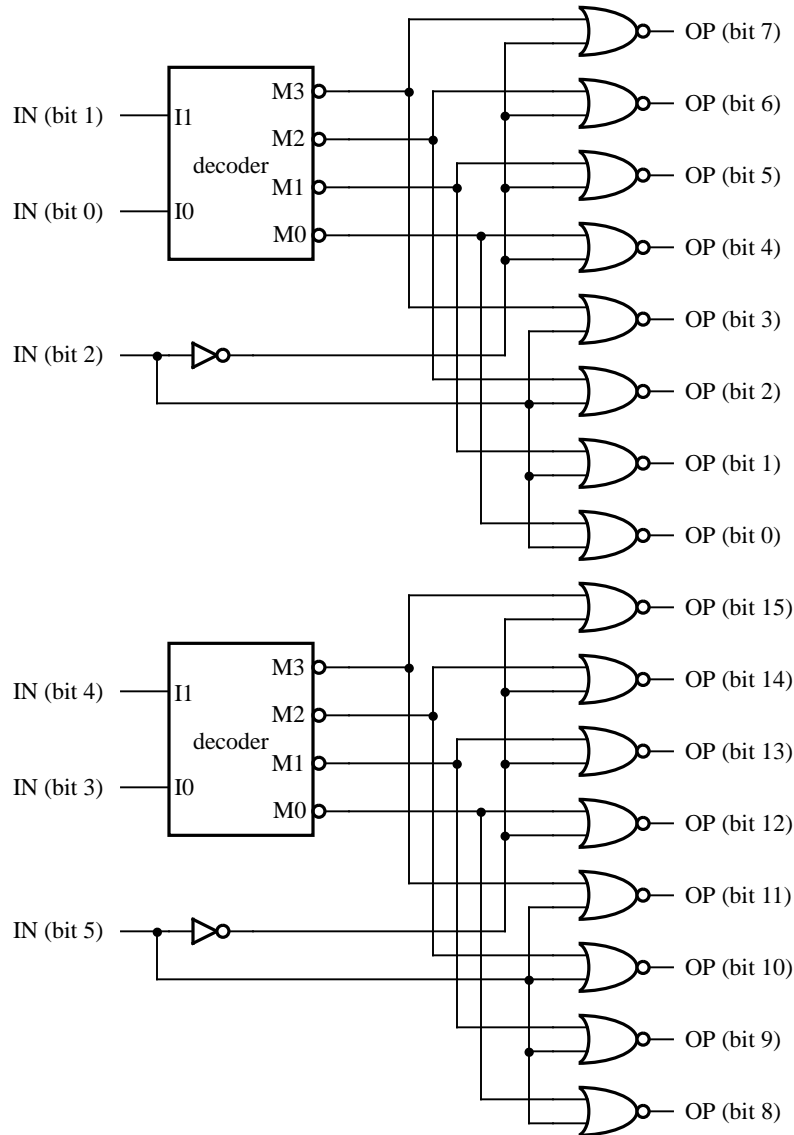 OP (bit 7)
M3
IN (bit 1)
I1
OP (bit 6)
M2
decoder
OP (bit 5)
M1
IN (bit 0)
I0
M0
OP (bit 4)
OP (bit 3)
IN (bit 2)
OP (bit 2)
OP (bit 1)
OP (bit 0)
OP (bit 15)
M3
IN (bit 4)
I1
OP (bit 14)
M2
decoder
OP (bit 13)
M1
IN (bit 3)
I0
M0
OP (bit 12)
OP (bit 11)
IN (bit 5)
OP (bit 10)
OP (bit 9)
OP (bit 8)